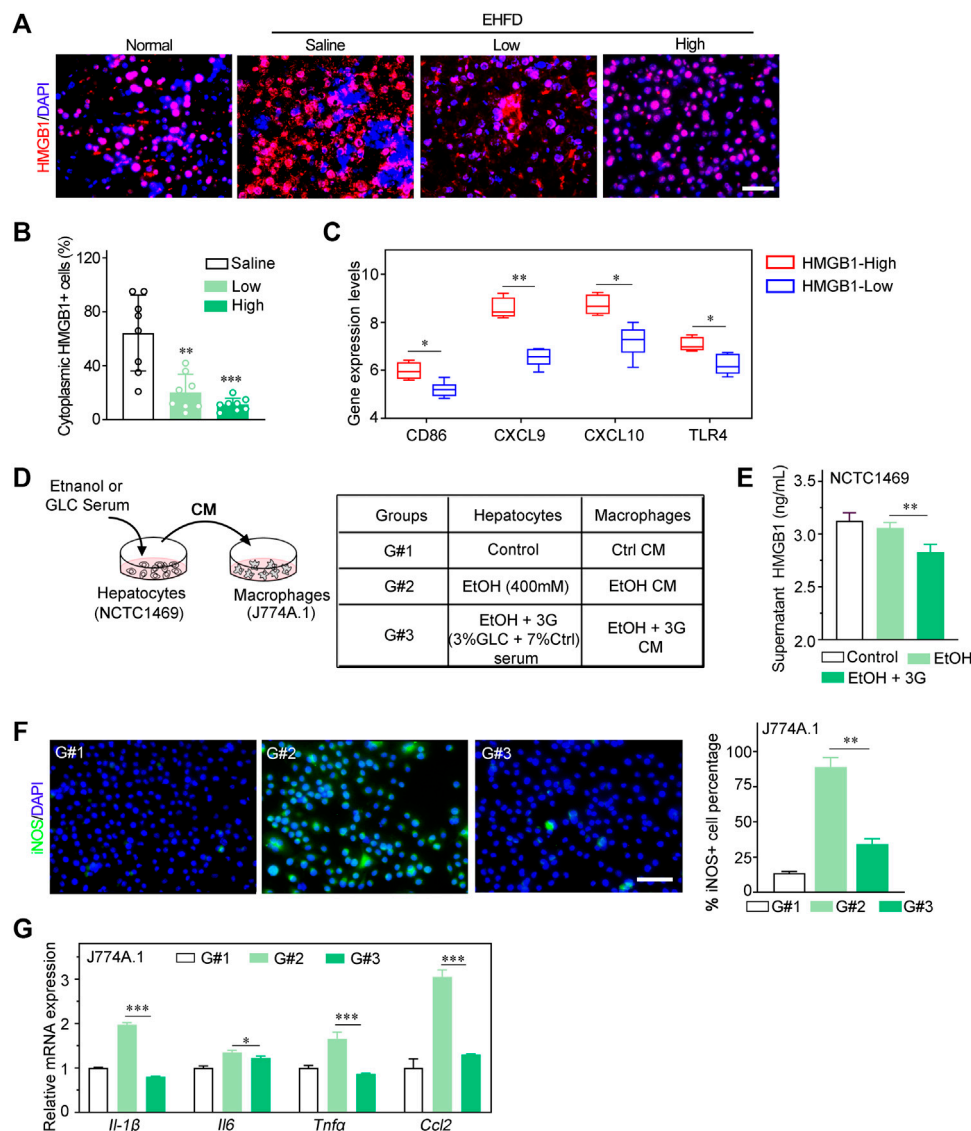 A
EHFD
Normal
Saline
Low
High
HMGB1/DAPI
B
Cytoplasmic HMGB1+ cells (%)
120
80
40
0
Saline
Low
High
**
***
C
Gene expression levels
10
8
6
4
*
**
*
*
CD86
CXCL9
CXCL10
TLR4
HMGB1-High
HMGB1-Low
D
Etnanol or
GLC Serum
CM
Hepatocytes
(NCTC1469)
Macrophages
(J774A.1)
Groups
Hepatocytes
Macrophages
G#1
Control
Ctrl CM
G#2
EtOH (400mM)
EtOH CM
G#3
EtOH + 3G
(3%GLC + 7%Ctrl)
serum
EtOH + 3G
CM
E
NCTC1469
Supernatant HMGB1 (ng/mL)
3.5
3.0
2.5
2.0
**
Control
EtOH
EtOH + 3G
F
iNOS/DAPI
G#1
G#2
G#3
J774A.1
% iNOS+ cell percentage
100
75
50
25
0
**
G#1
G#2
G#3
G
J774A.1
G#1
G#2
G#3
Relative mRNA expression
3
2
1
0
***
*
***
***
Il-1β
Il6
Tnfα
Ccl2